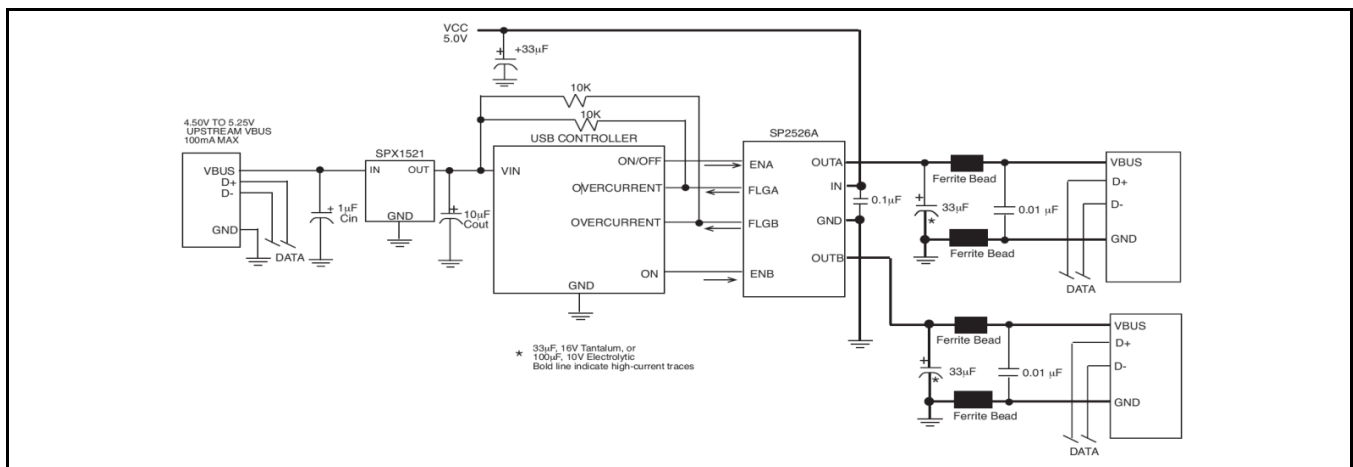 VCC
5.0V
+33µF
+
10K
10K
4.50V TO 5.25V
UPSTREAM VBUS
100mA MAX
USB CONTROLLER
SP2526A
SPX1521
VBUS
D+
D-
GND
DATA
IN
OUT
GND
+
1µF
Cin
+
10µF
Cout
VIN
ON/OFF
OVERCURRENT
OVERCURRENT
ON
GND
ENA
FLGA
FLGB
ENB
OUTA
IN
GND
OUTB
0.1µF
+
33µF
*
Ferrite Bead
0.01 µF
Ferrite Bead
VBUS
D+
D-
GND
DATA
+
33µF
*
Ferrite Bead
0.01 µF
Ferrite Bead
VBUS
D+
D-
GND
DATA
* 33µF, 16V Tantalum, or
100µF, 10V Electrolytic
Bold line indicate high-current traces